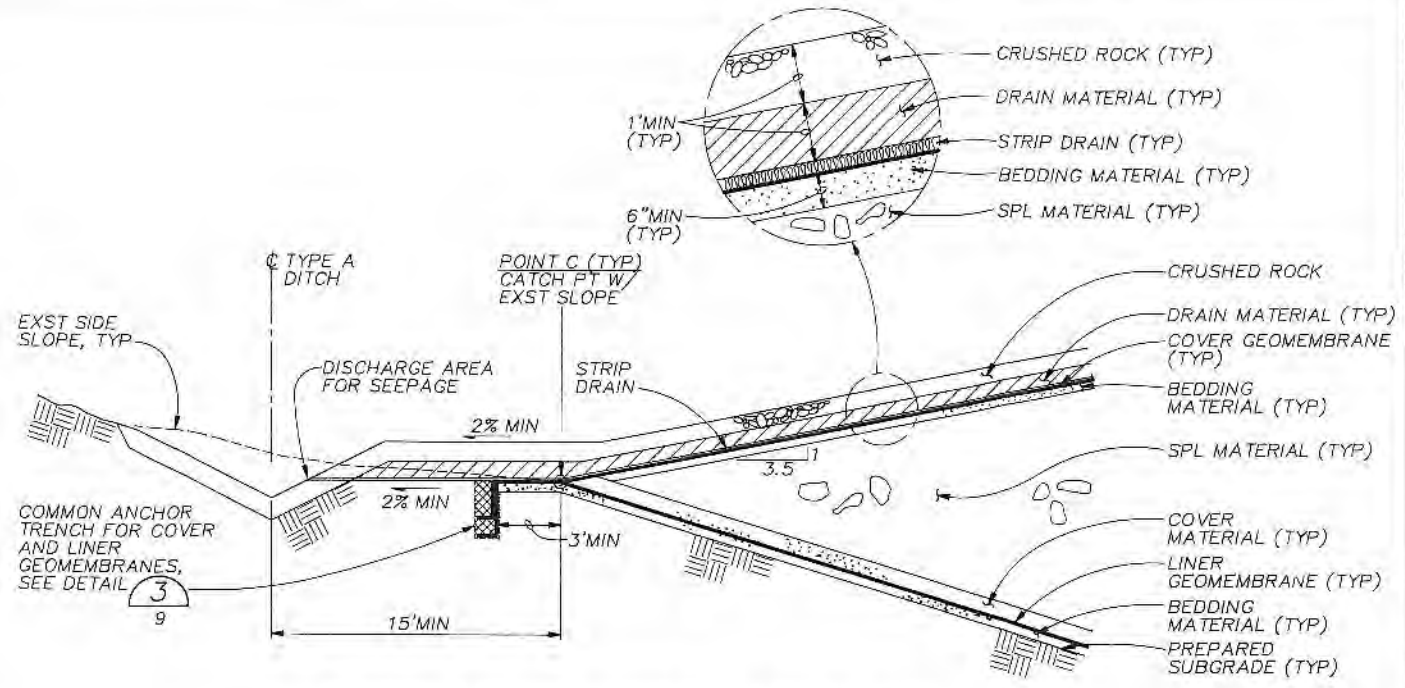 CRUSHED ROCK (TYP)
DRAIN MATERIAL (TYP)
1'MIN
(TYP)
STRIP DRAIN (TYP)
BEDDING MATERIAL (TYP)
6"MIN
(TYP)
SPL MATERIAL (TYP)
℄ TYPE A
DITCH
POINT C (TYP)
CATCH PT W/
EXST SLOPE
CRUSHED ROCK
EXST SIDE
SLOPE, TYP
DRAIN MATERIAL (TYP)
COVER GEOMEMBRANE
(TYP)
DISCHARGE AREA
FOR SEEPAGE
STRIP
DRAIN
BEDDING
MATERIAL (TYP)
2% MIN
1
3.5
SPL MATERIAL (TYP)
2% MIN
COMMON ANCHOR
TRENCH FOR COVER
AND LINER
GEOMEMBRANES,
SEE DETAIL
3
9
3'MIN
15'MIN
COVER
MATERIAL (TYP)
LINER
GEOMEMBRANE (TYP)
BEDDING
MATERIAL (TYP)
PREPARED
SUBGRADE (TYP)